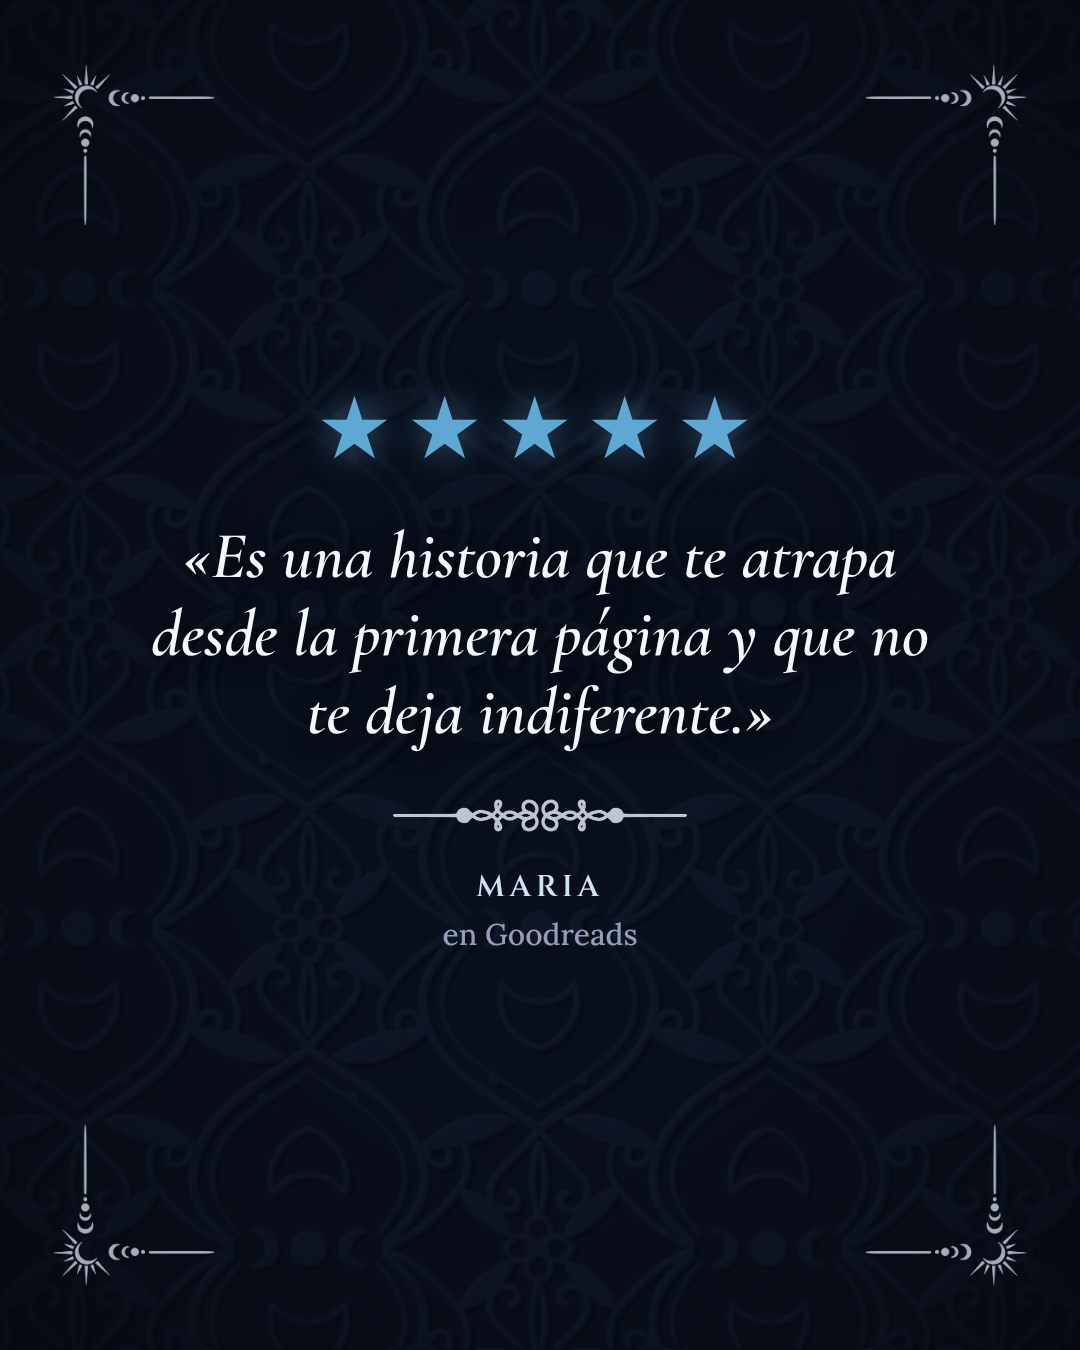 «Es una historia que te atrapa
desde la primera página y que no
te deja indiferente.»
MARIA
en Goodreads